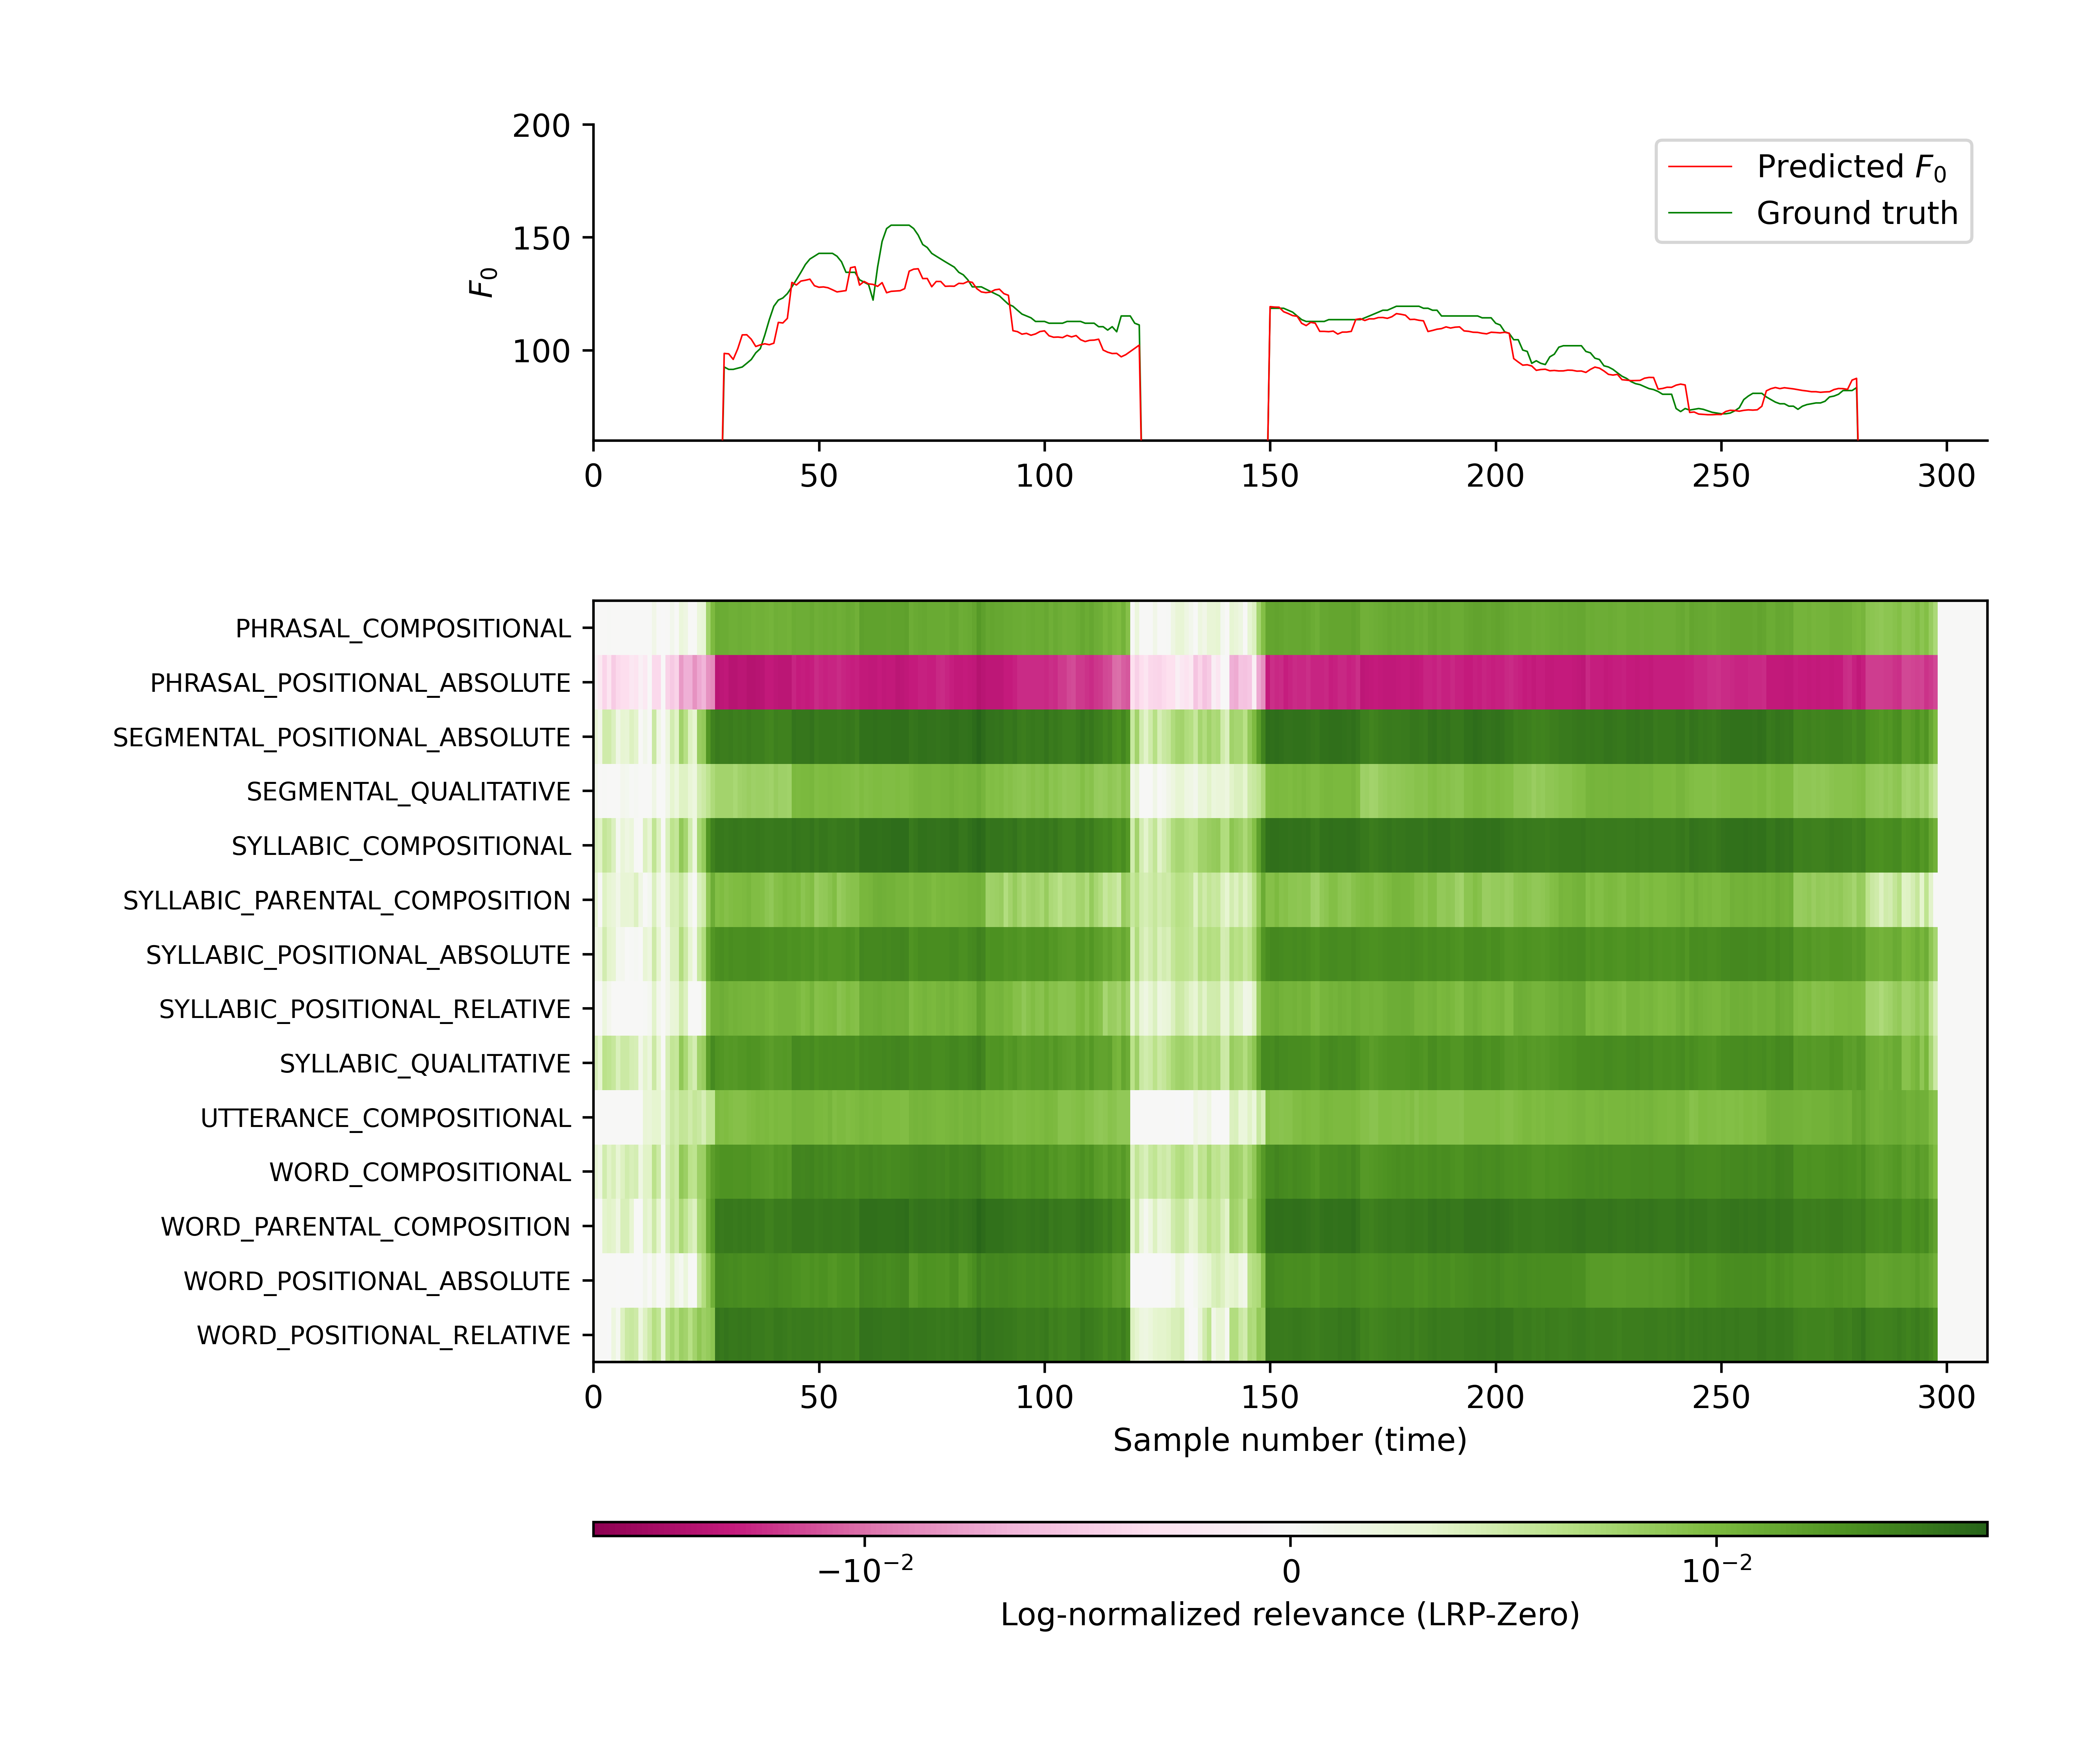 200
150
100
F₀
Predicted F₀
Ground truth
0 50 100 150 200 250 300
PHRASAL_COMPOSITIONAL
PHRASAL_POSITIONAL_ABSOLUTE
SEGMENTAL_POSITIONAL_ABSOLUTE
SEGMENTAL_QUALITATIVE
SYLLABIC_COMPOSITIONAL
SYLLABIC_PARENTAL_COMPOSITION
SYLLABIC_POSITIONAL_ABSOLUTE
SYLLABIC_POSITIONAL_RELATIVE
SYLLABIC_QUALITATIVE
UTTERANCE_COMPOSITIONAL
WORD_COMPOSITIONAL
WORD_PARENTAL_COMPOSITION
WORD_POSITIONAL_ABSOLUTE
WORD_POSITIONAL_RELATIVE
0 50 100 150 200 250 300
Sample number (time)
−10⁻² 0 10⁻²
Log-normalized relevance (LRP-Zero)